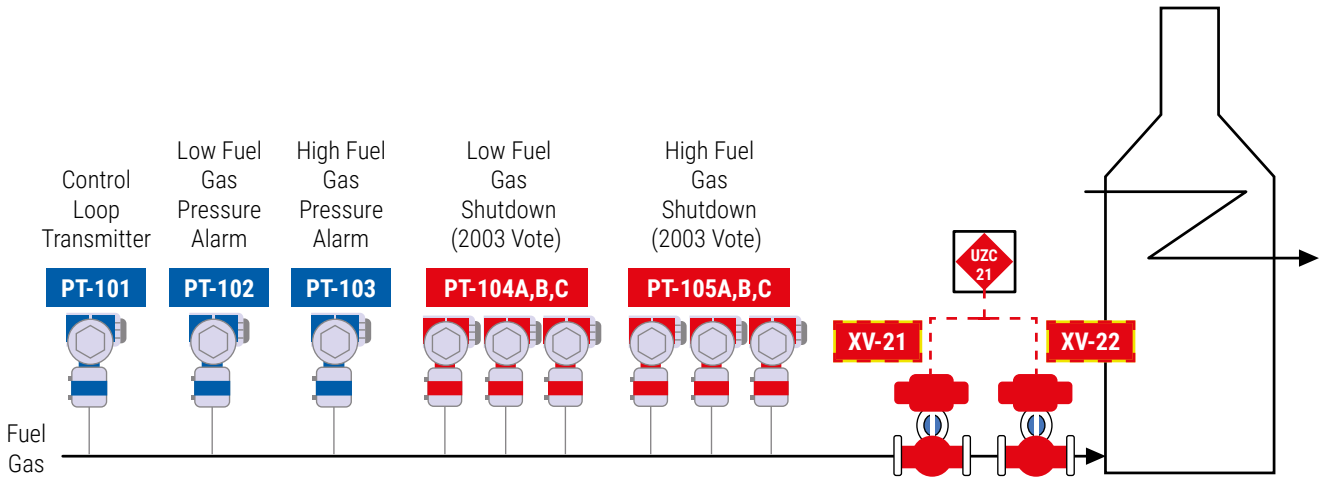 Control
Loop
Transmitter
PT-101
Low Fuel
Gas
Pressure
Alarm
PT-102
High Fuel
Gas
Pressure
Alarm
PT-103
Low Fuel
Gas
Shutdown
(2003 Vote)
PT-104A,B,C
High Fuel
Gas
Shutdown
(2003 Vote)
PT-105A,B,C
UZC
21
XV-21
XV-22
Fuel
Gas